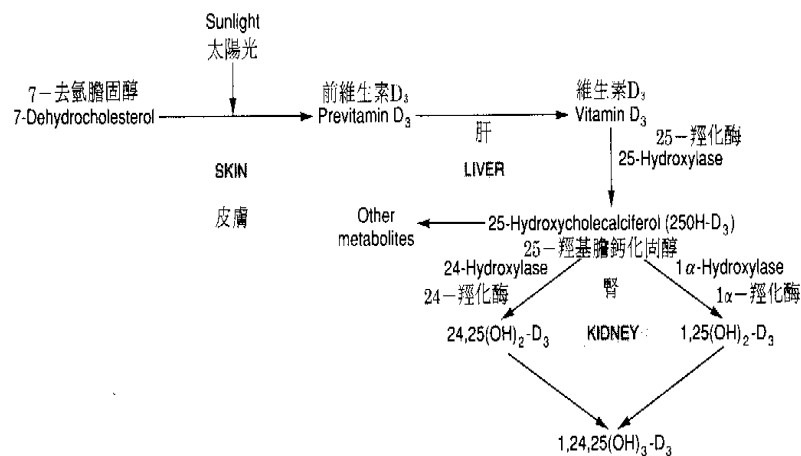 Sunlight
太陽光
7-去氫膽固醇
7-Dehydrocholesterol
前維生素D₃
Previtamin D₃
維生素D₃
Vitamin D₃
肝
LIVER
25-羥化酶
25-Hydroxylase
SKIN
皮膚
Other
metabolites
25-Hydroxycholecalciferol (250H-D₃)
25-羥基膽鈣化固醇
24-Hydroxylase
24-羥化酶
腎
1α-Hydroxylase
1α-羥化酶
24,25(OH)₂-D₃
KIDNEY
1,25(OH)₂-D₃
1,24,25(OH)₃-D₃